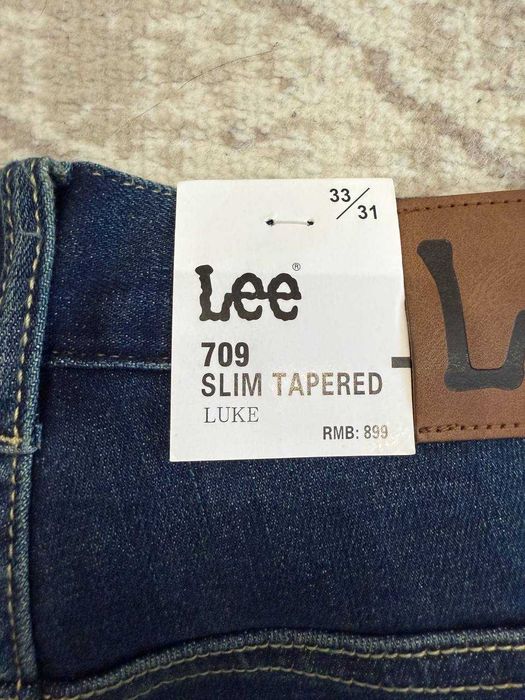 33/31
Lee®
709
SLIM TAPERED
LUKE
RMB: 899
L